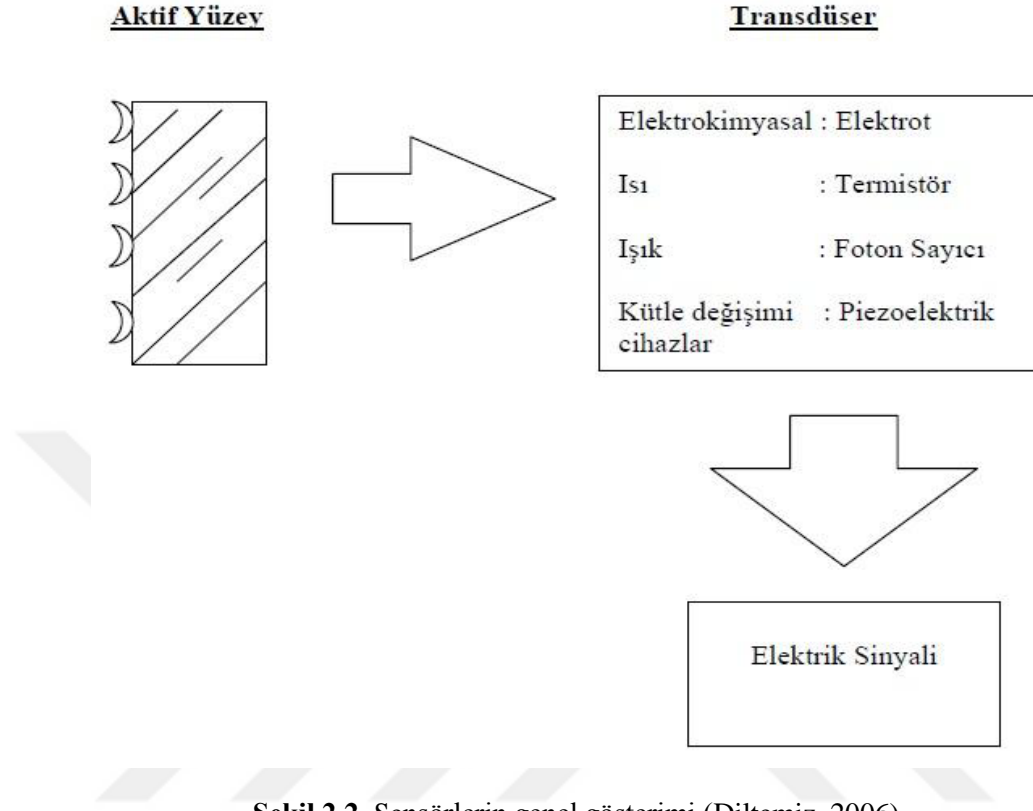 Aktif Yüzey
Transdüser
Elektrokimyasal : Elektrot
Isı : Termistör
Işık : Foton Sayıcı
Kütle değişimi : Piezoelektrik
cihazlar
Elektrik Sinyali
Şekil 2.2. Sensörlerin genel gösterimi (Diltemiz, 2006)